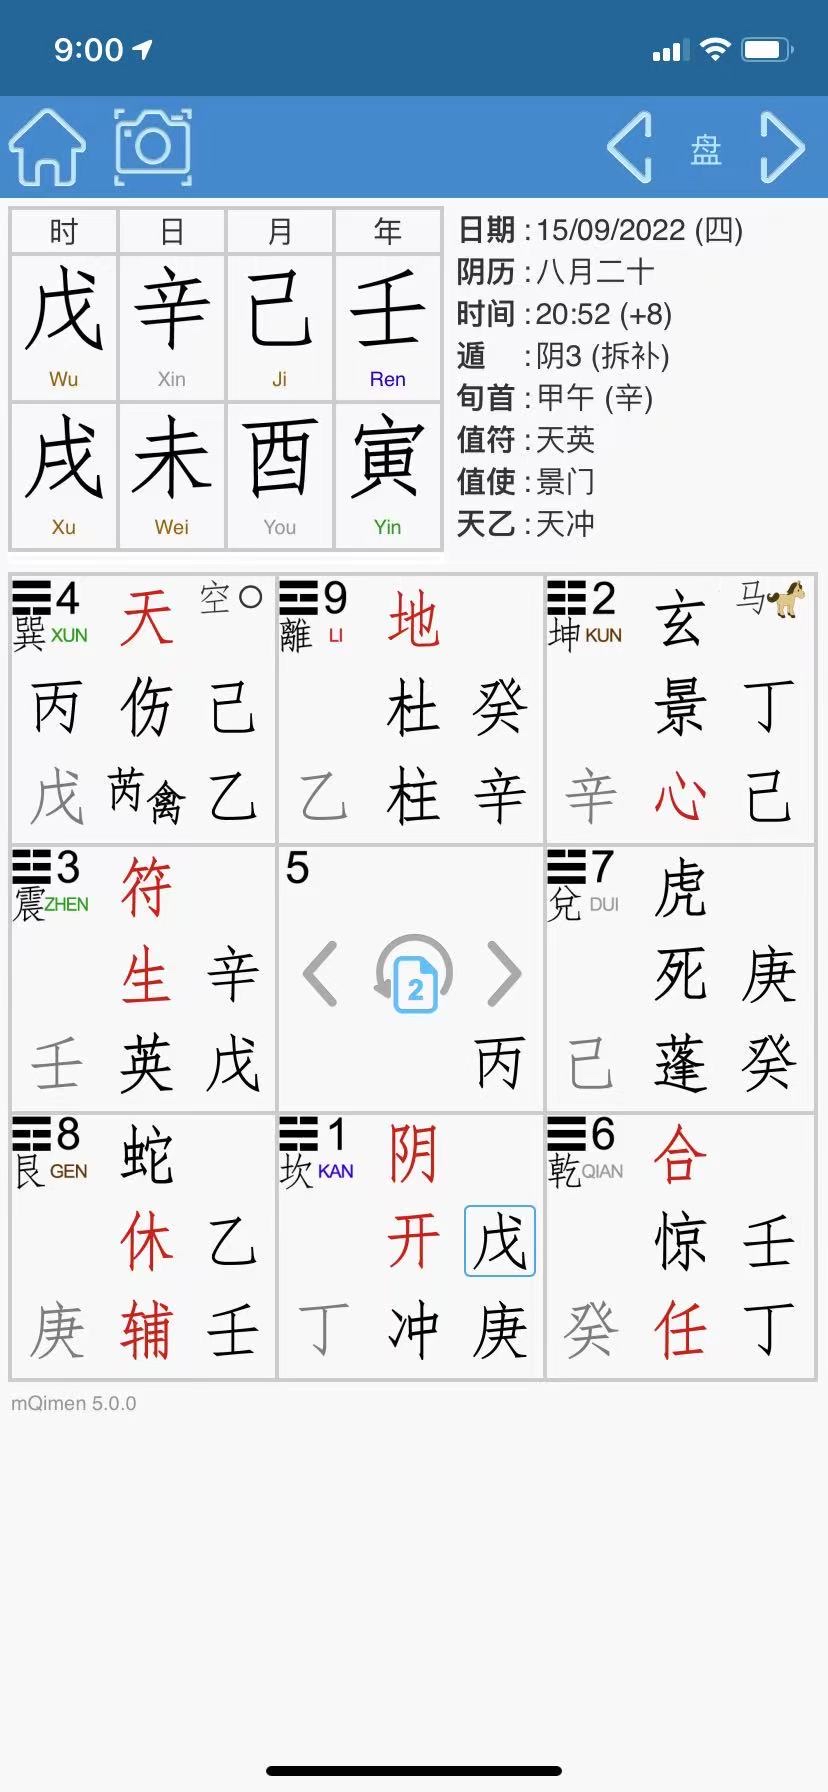 9:00
盘
时 日 月 年
戊 辛 己 壬
Wu Xin Ji Ren
戌 未 酉 寅
Xu Wei You Yin
日期 : 15/09/2022 (四)
阴历 : 八月二十
时间 : 20:52 (+8)
遁 : 阴3 (拆补)
旬首 : 甲午 (辛)
值符 : 天英
值使 : 景门
天乙 : 天冲
4 天 空
巽 XUN
丙 伤 己
戊 芮 禽 乙
9 地
離 LI
杜 癸
乙 柱 辛
2 玄 马
坤 KUN
景 丁
辛 心 己
3 符
震 ZHEN
生 辛
壬 英 戊
5
2
丙
7 虎
兌 DUI
死 庚
己 蓬 癸
8 蛇
艮 GEN
休 乙
庚 辅 壬
1 阴
坎 KAN
开 戊
丁 冲 庚
6 合
乾 QIAN
惊 壬
癸 任 丁
mQimen 5.0.0